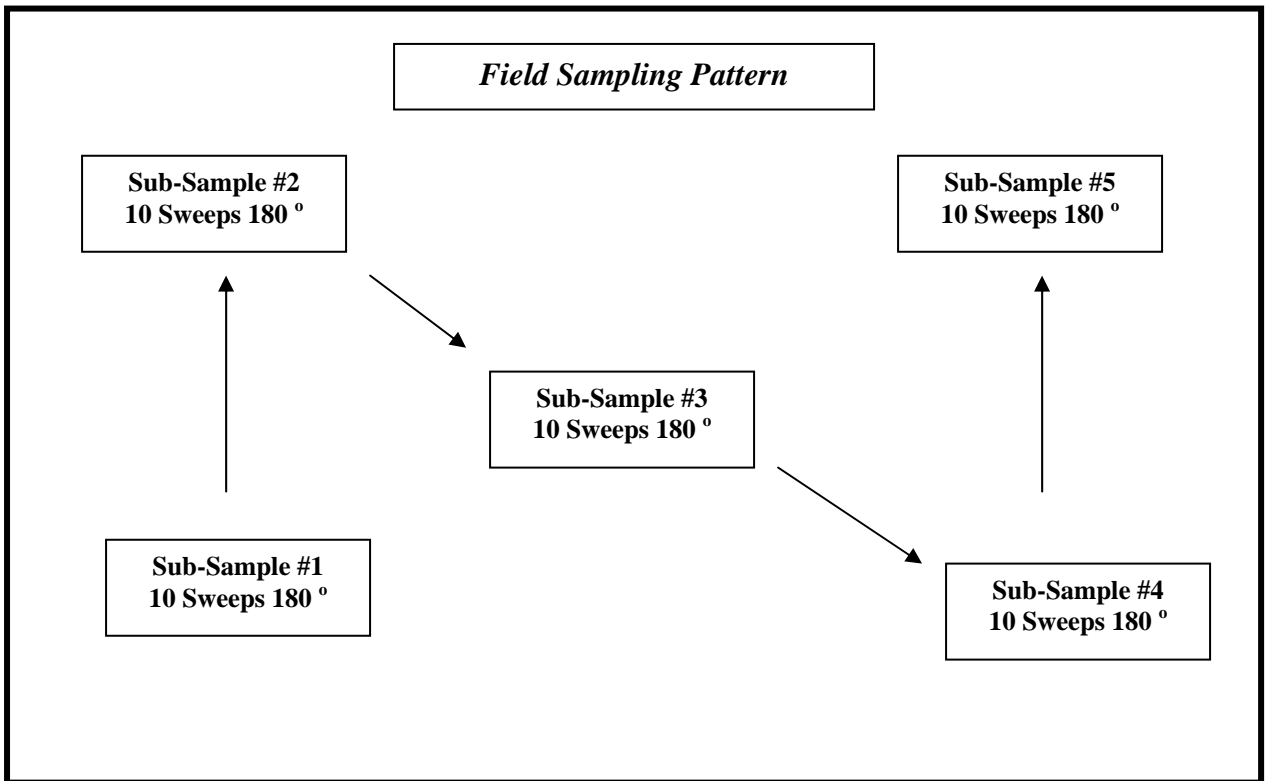 Field Sampling Pattern
Sub-Sample #2
10 Sweeps 180 º
Sub-Sample #5
10 Sweeps 180 º
Sub-Sample #3
10 Sweeps 180 º
Sub-Sample #1
10 Sweeps 180 º
Sub-Sample #4
10 Sweeps 180 º